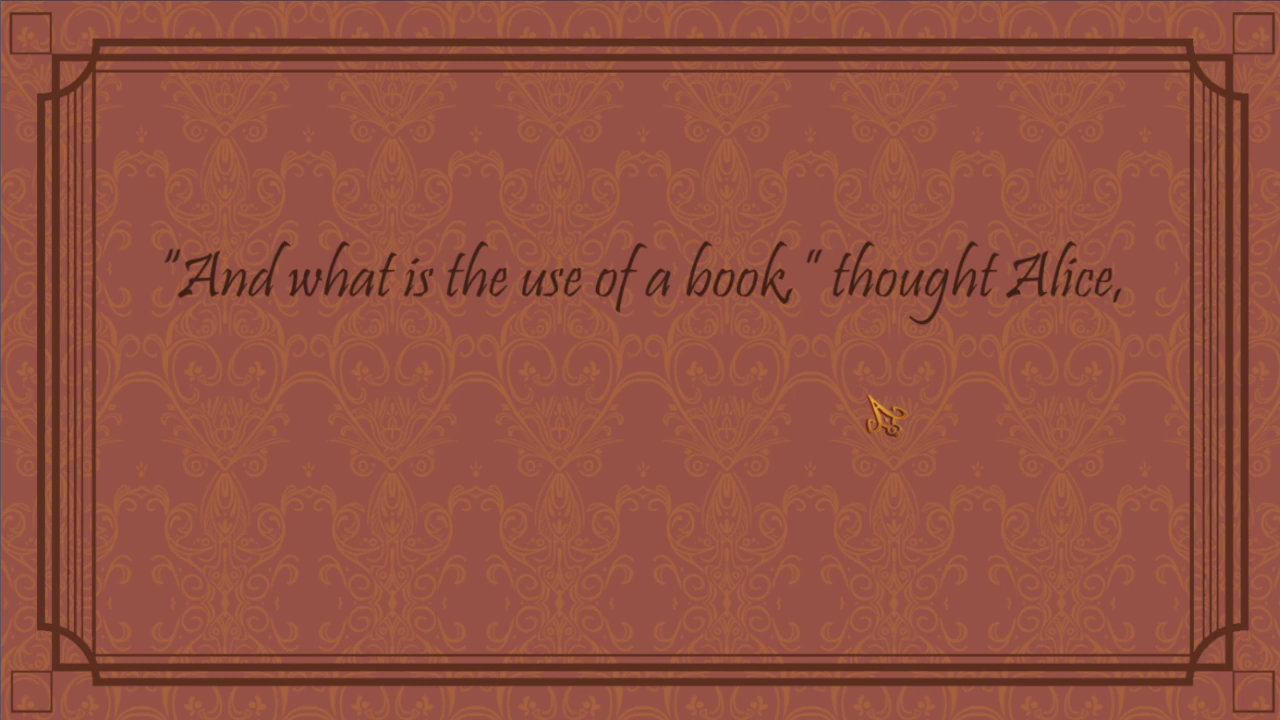 "And what is the use of a book," thought Alice,